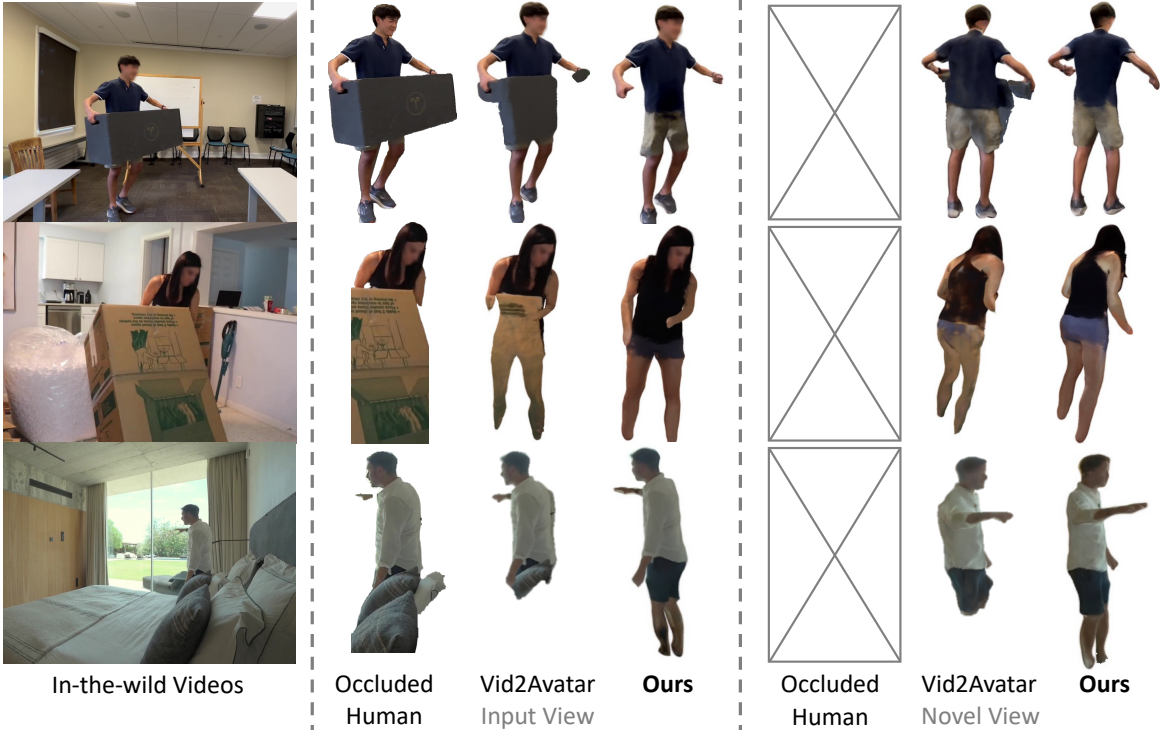 In-the-wild Videos
Occluded Human
Vid2Avatar
Input View
Ours
Occluded Human
Vid2Avatar
Novel View
Ours